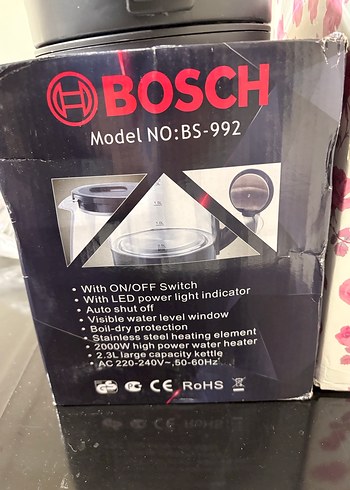 BOSCH
Model NO:BS-992
• With ON/OFF Switch
• With LED power light indicator
• Auto shut off
• Visible water level window
• Boil-dry protection
• Stainless steel heating element
• 2000W high power water heater
• 2.3L large capacity kettle
• AC 220-240V~,50-60Hz
CE RoHS